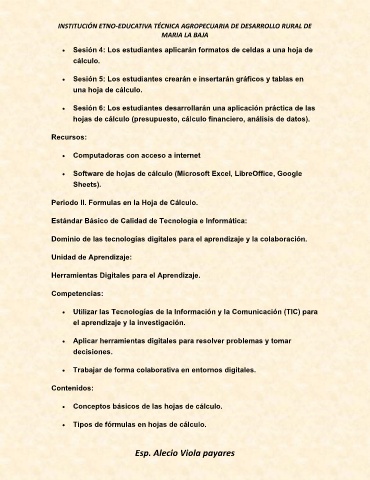 INSTITUCIÓN ETNO-EDUCATIVA TÉCNICA AGROPECUARIA DE DESARROLLO RURAL DE
MARIA LA BAJA
• Sesión 4: Los estudiantes aplicarán formatos de celdas a una hoja de
cálculo.
• Sesión 5: Los estudiantes crearán e insertarán gráficos y tablas en
una hoja de cálculo.
• Sesión 6: Los estudiantes desarrollarán una aplicación práctica de las
hojas de cálculo (presupuesto, cálculo financiero, análisis de datos).
Recursos:
• Computadoras con acceso a internet
• Software de hojas de cálculo (Microsoft Excel, LibreOffice, Google
Sheets).
Periodo II. Formulas en la Hoja de Cálculo.
Estándar Básico de Calidad de Tecnología e Informática:
Dominio de las tecnologías digitales para el aprendizaje y la colaboración.
Unidad de Aprendizaje:
Herramientas Digitales para el Aprendizaje.
Competencias:
• Utilizar las Tecnologías de la Información y la Comunicación (TIC) para
el aprendizaje y la investigación.
• Aplicar herramientas digitales para resolver problemas y tomar
decisiones.
• Trabajar de forma colaborativa en entornos digitales.
Contenidos:
• Conceptos básicos de las hojas de cálculo.
• Tipos de fórmulas en hojas de cálculo.
Esp. Alecio Viola payares